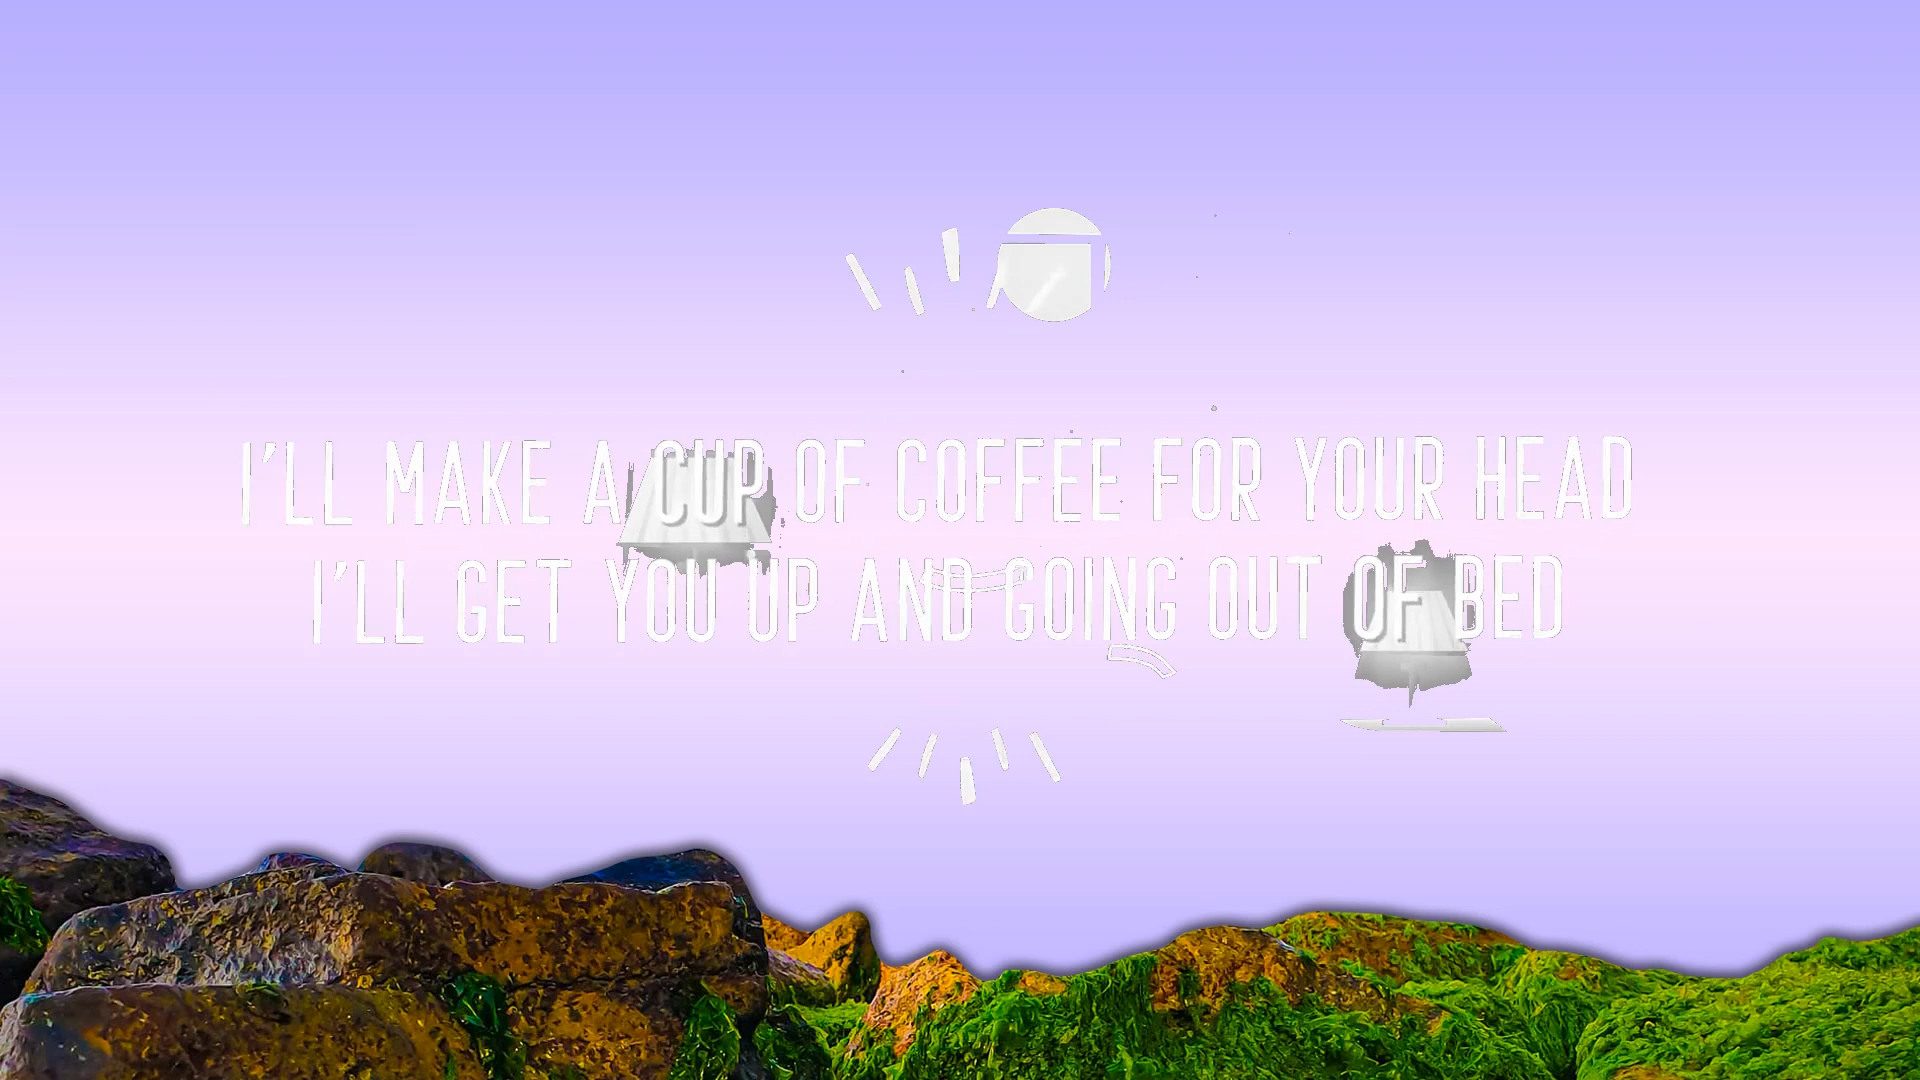 I'LL MAKE A CUP OF COFFEE FOR YOUR HEAD
I'LL GET YOU UP AND GOING OUT OF BED